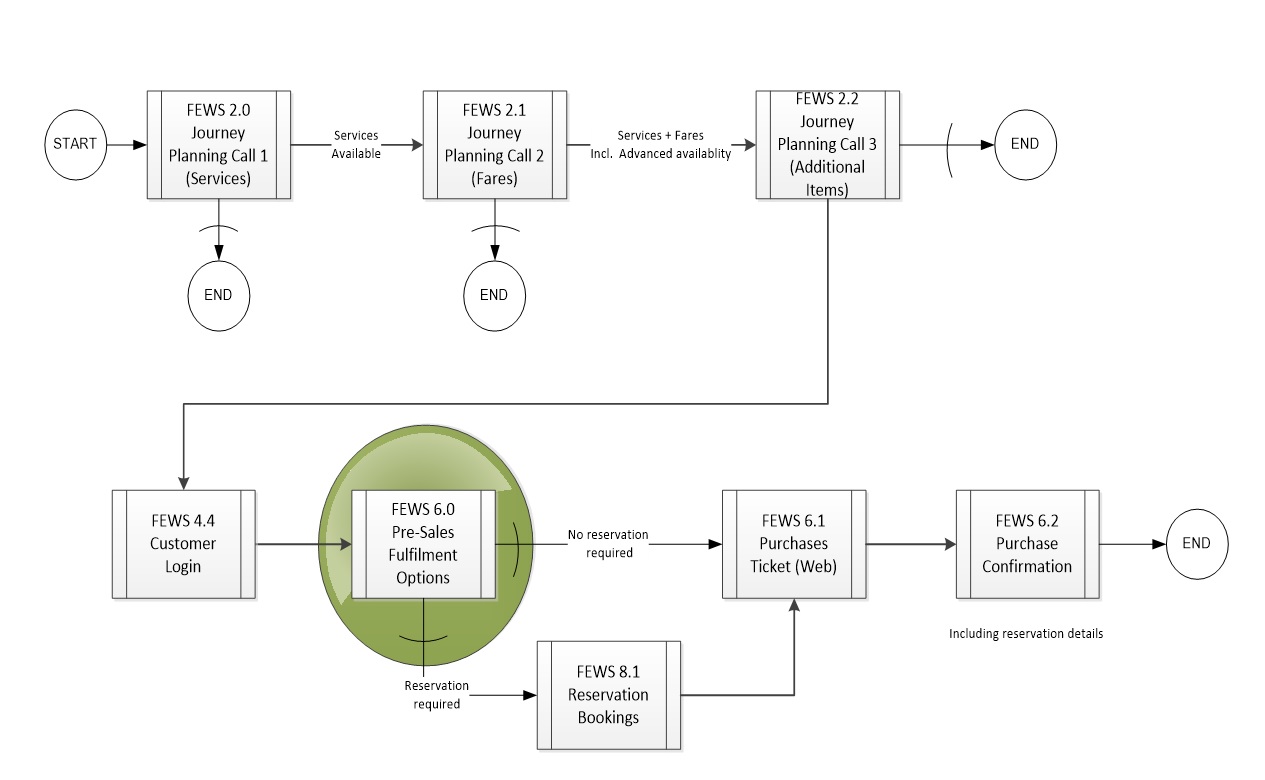 START
FEWS 2.0
Journey
Planning Call 1
(Services)
Services
Available
FEWS 2.1
Journey
Planning Call 2
(Fares)
Services + Fares
Incl. Advanced availablity
FEWS 2.2
Journey
Planning Call 3
(Additional
Items)
END
END
END
FEWS 4.4
Customer
Login
FEWS 6.0
Pre-Sales
Fulfilment
Options
No reservation
required
FEWS 6.1
Purchases
Ticket (Web)
FEWS 6.2
Purchase
Confirmation
END
Including reservation details
Reservation
required
FEWS 8.1
Reservation
Bookings